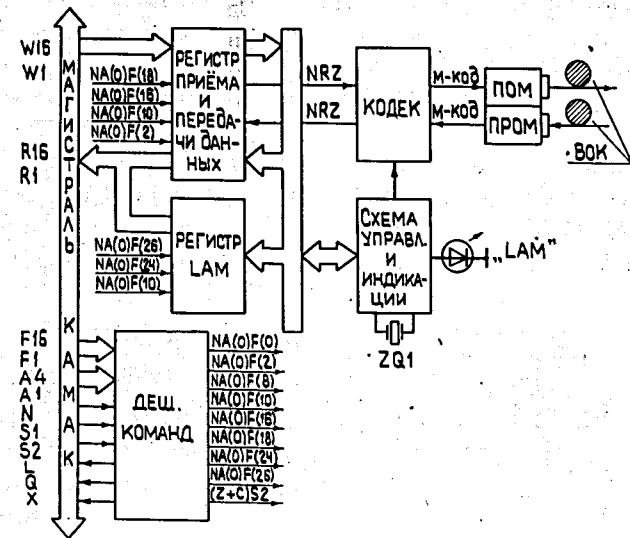 W16
W1
R16
R1
F16
F1
A4
A1
N
S1
S2
L
Q
X
МАГИСТРАЛЬ КАМАК
NA(0)F(18)
NA(0)F(16)
NA(0)F(10)
NA(0)F(2)
РЕГИСТР
ПРИЁМА
И
ПЕРЕДА-
ЧИ ДАН-
НЫХ
NA(0)F(26)
NA(0)F(24)
NA(0)F(10)
РЕГИСТР
LAM
ДЕШ.
КОМАНД
NA(0)F(0)
NA(0)F(2)
NA(0)F(8)
NA(0)F(10)
NA(0)F(16)
NA(0)F(18)
NA(0)F(24)
NA(0)F(26)
(Z+C)S2
NRZ
NRZ
КОДЕК
М-КОД
М-КОД
ПОМ
ПРОМ
ВОК
СХЕМА
УПРАВЛ.
И
ИНДИКА-
ЦИИ
„LAM"
ZQ1